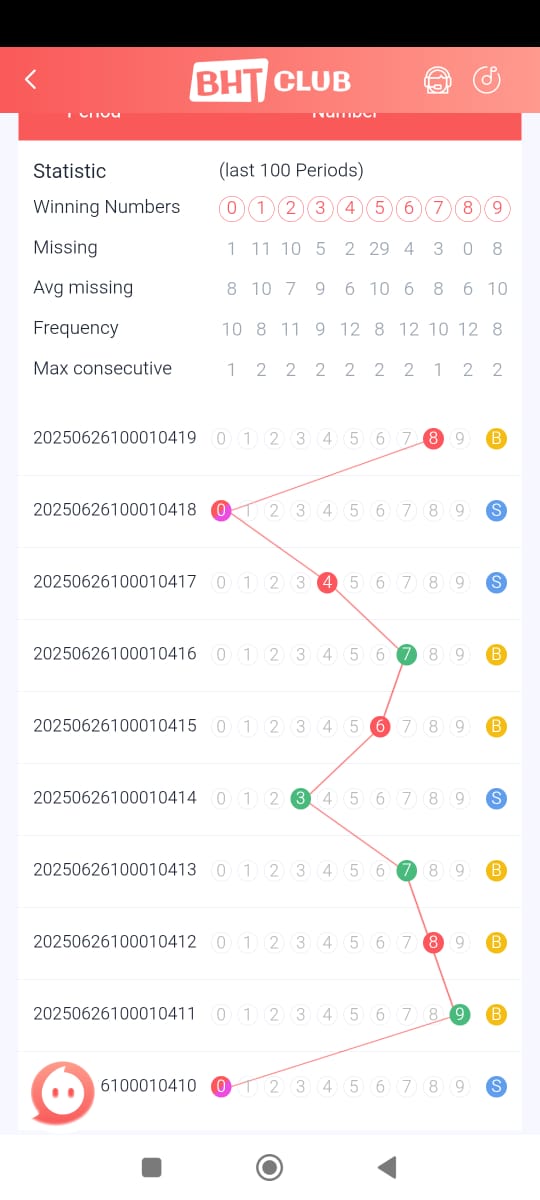 BHT CLUB
Period Number
Statistic (last 100 Periods)
Winning Numbers 0 1 2 3 4 5 6 7 8 9
Missing 1 11 10 5 2 29 4 3 0 8
Avg missing 8 10 7 9 6 10 6 8 6 10
Frequency 10 8 11 9 12 8 12 10 12 8
Max consecutive 1 2 2 2 2 2 2 1 2 2
20250626100010419 0 1 2 3 4 5 6 7 8 9 B
20250626100010418 0 1 2 3 4 5 6 7 8 9 S
20250626100010417 0 1 2 3 4 5 6 7 8 9 S
20250626100010416 0 1 2 3 4 5 6 7 8 9 B
20250626100010415 0 1 2 3 4 5 6 7 8 9 B
20250626100010414 0 1 2 3 4 5 6 7 8 9 S
20250626100010413 0 1 2 3 4 5 6 7 8 9 B
20250626100010412 0 1 2 3 4 5 6 7 8 9 B
20250626100010411 0 1 2 3 4 5 6 7 8 9 B
6100010410 0 1 2 3 4 5 6 7 8 9 S